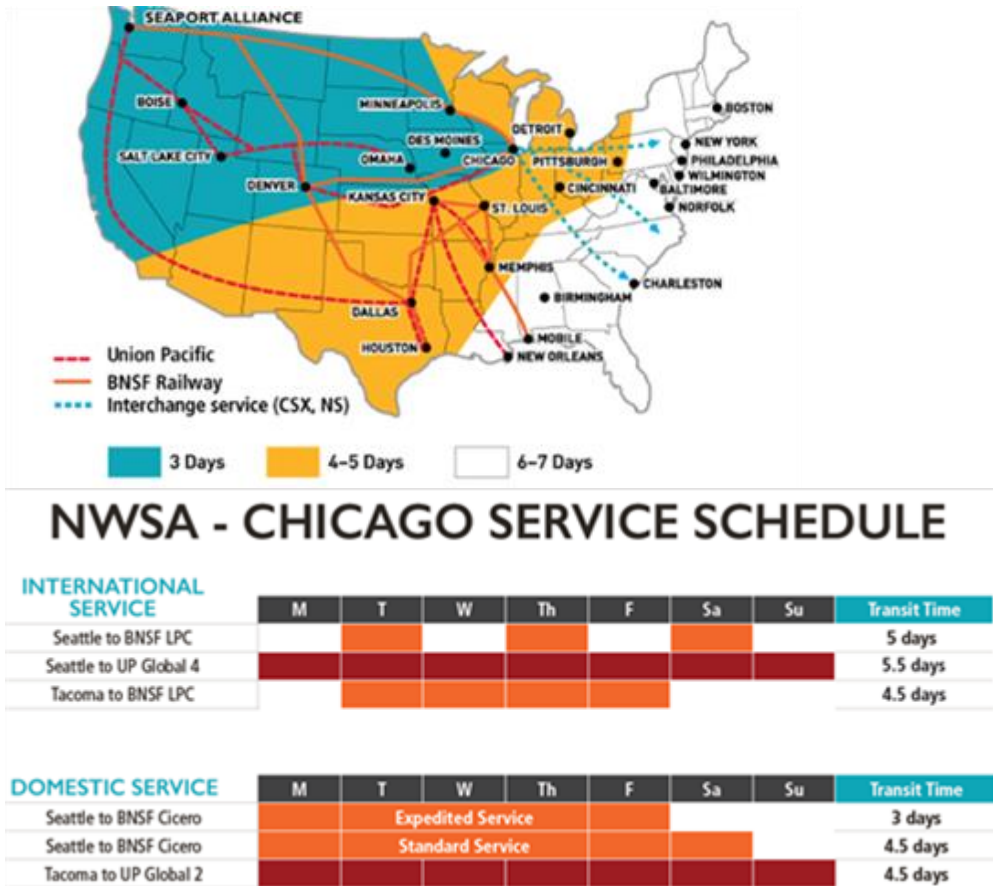 SEAPORT ALLIANCE
BOISE
MINNEAPOLIS
DETROIT
BOSTON
SALT LAKE CITY
DES MOINES
OMAHA
CHICAGO
PITTSBURGH
NEW YORK
PHILADELPHIA
WILMINGTON
DENVER
KANSAS CITY
CINCINNATI
BALTIMORE
ST. LOUIS
NORFOLK
MEMPHIS
CHARLESTON
BIRMINGHAM
DALLAS
MOBILE
HOUSTON
NEW ORLEANS
Union Pacific
BNSF Railway
Interchange service (CSX, NS)
3 Days 4–5 Days 6–7 Days
NWSA - CHICAGO SERVICE SCHEDULE
INTERNATIONAL
SERVICE M T W Th F Sa Su Transit Time
Seattle to BNSF LPC 5 days
Seattle to UP Global 4 5.5 days
Tacoma to BNSF LPC 4.5 days
DOMESTIC SERVICE M T W Th F Sa Su Transit Time
Seattle to BNSF Cicero Expedited Service 3 days
Seattle to BNSF Cicero Standard Service 4.5 days
Tacoma to UP Global 2 4.5 days